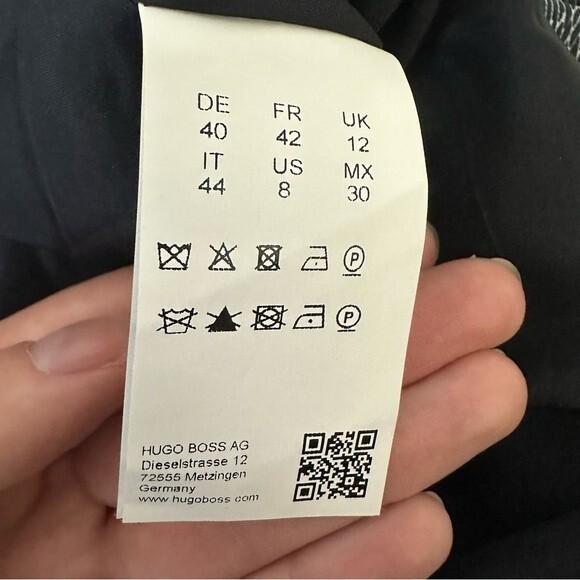 DE FR UK
40 42 12
IT US MX
44 8 30
P
P
HUGO BOSS AG
Dieselstrasse 12
72555 Metzingen
Germany
www.hugoboss.com